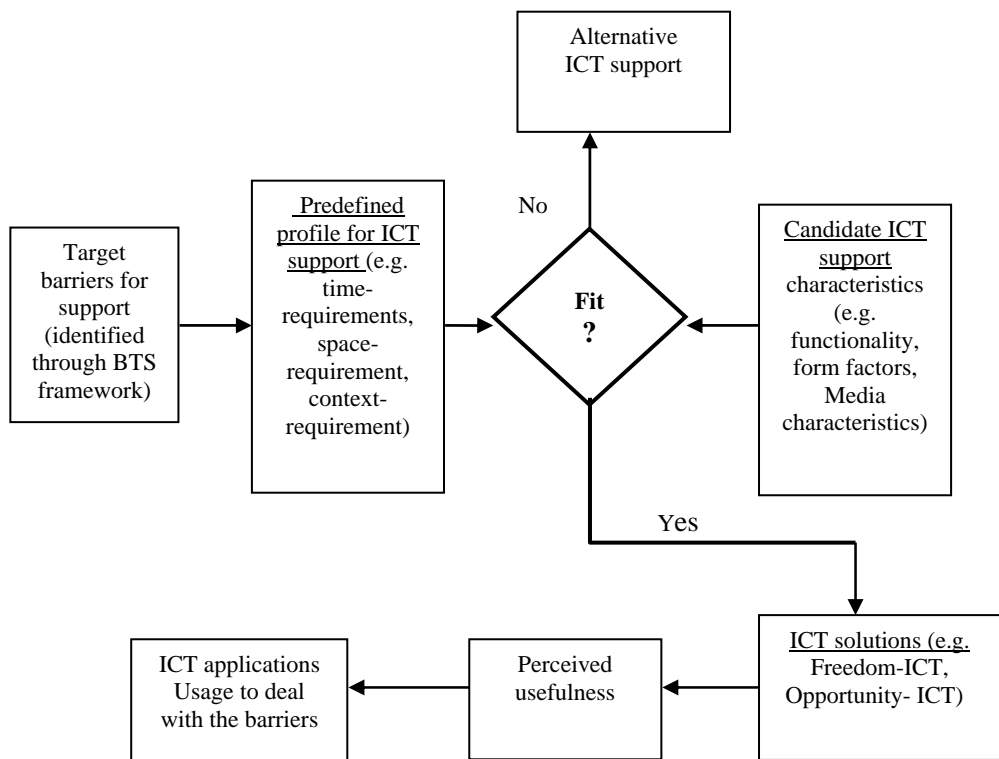 Alternative
ICT support
No
Target
barriers for
support
(identified
through BTS
framework)
Predefined
profile for ICT
support (e.g.
time-
requirements,
space-
requirement,
context-
requirement)
Fit
?
Candidate ICT
support
characteristics
(e.g.
functionality,
form factors,
Media
characteristics)
Yes
ICT applications
Usage to deal
with the barriers
Perceived
usefulness
ICT solutions (e.g.
Freedom-ICT,
Opportunity- ICT)